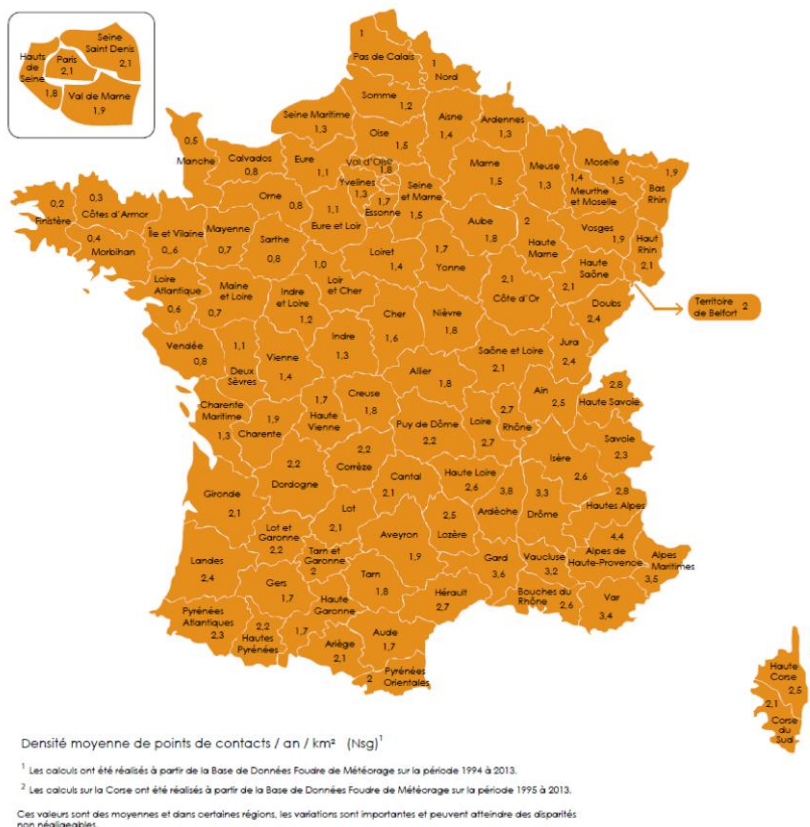 Seine
Saint Denis
2,1
Hauts
de
Seine
1,8
Paris
2,1
Val de Marne
1,9
1
Pas de Calais
1
Nord
Somme
1,2
Seine Maritime
1,3
Aisne
1,4
Ardennes
1,3
Oise
1,5
0,5
Manche
Calvados
0,8
Eure
1,1
Val d'Oise
1,8
Marne
1,5
Meuse
1,3
Moselle
1,5
1,4
Meurthe
et Moselle
1,9
Bas
Rhin
Yvelines
1,3
1,7
Essonne
Seine
et Marne
1,5
Orne
0,8
1,1
Eure et Loir
0,2
Finistère
0,3
Côtes d'Armor
0,4
Morbihan
Île et Vilaine
0,,6
Mayenne
0,7
Sarthe
0,8
Aube
1,8
2
Haute
Marne
Vosges
1,9
Haut
Rhin
2,1
1,0
Loir
et Cher
Loiret
1,4
1,7
Yonne
2,1
Côte d'Or
Haute
Saône
2,1
Territoire
de Belfort
2
Loire
Atlantique
0,6
Maine
et Loire
0,7
Indre
et Loire
1,2
Cher
1,6
Nièvre
1,8
Doubs
2,4
Vendée
0,8
1,1
Deux
Sèvres
Vienne
1,4
Indre
1,3
Saône et Loire
2,1
Jura
2,4
Allier
1,8
Charente
Maritime
1,3
1,9
Charente
1,7
Haute
Vienne
Creuse
1,8
Puy de Dôme
2,2
Loire
2,7
2,7
Rhône
Ain
2,5
2,8
Haute Savoie
Savoie
2,3
2,2
Dordogne
2,2
Corrèze
Cantal
2,1
Haute Loire
2,6
3,8
Ardèche
3,3
Drôme
Isère
2,6
2,8
Hautes Alpes
Gironde
2,1
Lot
2,1
Lot et
Garonne
2,2
Tarn et
Garonne
2
Aveyron
1,9
2,5
Lozère
4,4
Alpes de
Haute-Provence
Alpes
Maritimes
3,5
Landes
2,4
Gers
1,7
Tarn
1,8
Gard
3,6
Vaucluse
3,2
Haute
Garonne
1,7
Hérault
2,7
Bouches du
Rhône
2,6
Var
3,4
Pyrénées
Atlantiques
2,3
2,2
Hautes
Pyrénées
Ariège
2,1
Aude
1,7
2
Pyrénées
Orientales
Haute
Corse
2,5
2,1
Corse
du
Sud
Densité moyenne de points de contacts / an / km² (Nsg)¹
¹ Les calculs ont été réalisés à partir de la Base de Données Foudre de Météorage sur la période 1994 à 2013.
² Les calculs sur la Corse ont été réalisés à partir de la Base de Données Foudre de Météorage sur la période 1995 à 2013.
Ces valeurs sont des moyennes et dans certaines régions, les variations sont importantes et peuvent atteindre des disparités
non négligeables.